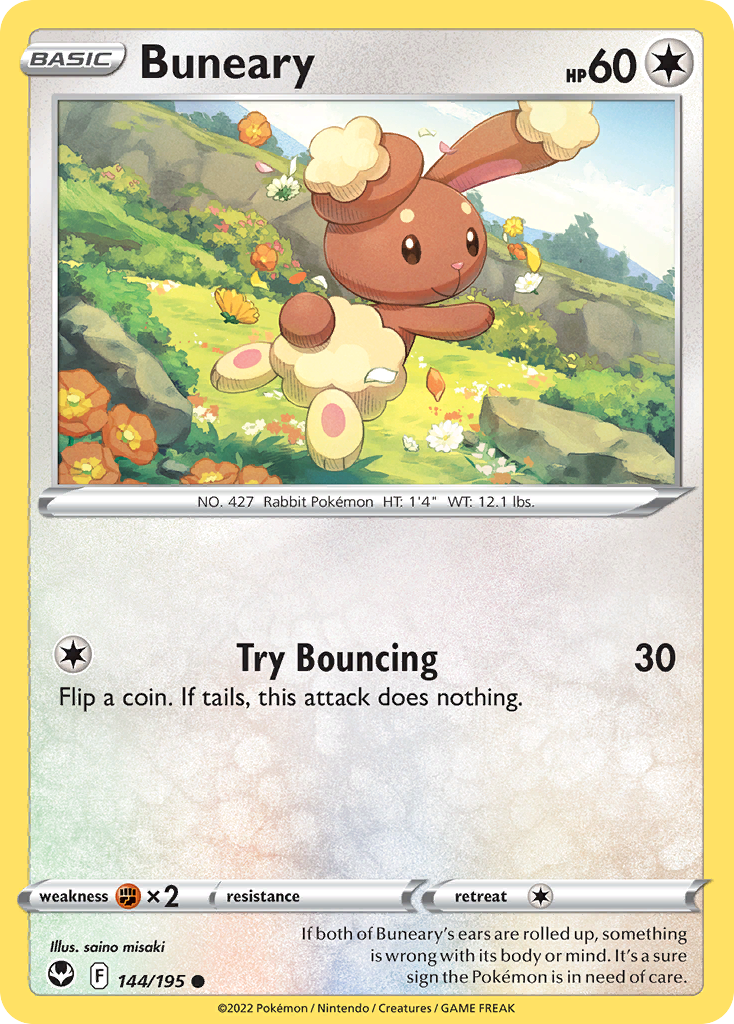 BASIC Buneary HP60
NO. 427 Rabbit Pokémon HT: 1'4" WT: 12.1 lbs.
Try Bouncing 30
Flip a coin. If tails, this attack does nothing.
weakness ×2 resistance retreat
If both of Buneary's ears are rolled up, something
is wrong with its body or mind. It's a sure
sign the Pokémon is in need of care.
Illus. saino misaki
F 144/195
©2022 Pokémon / Nintendo / Creatures / GAME FREAK